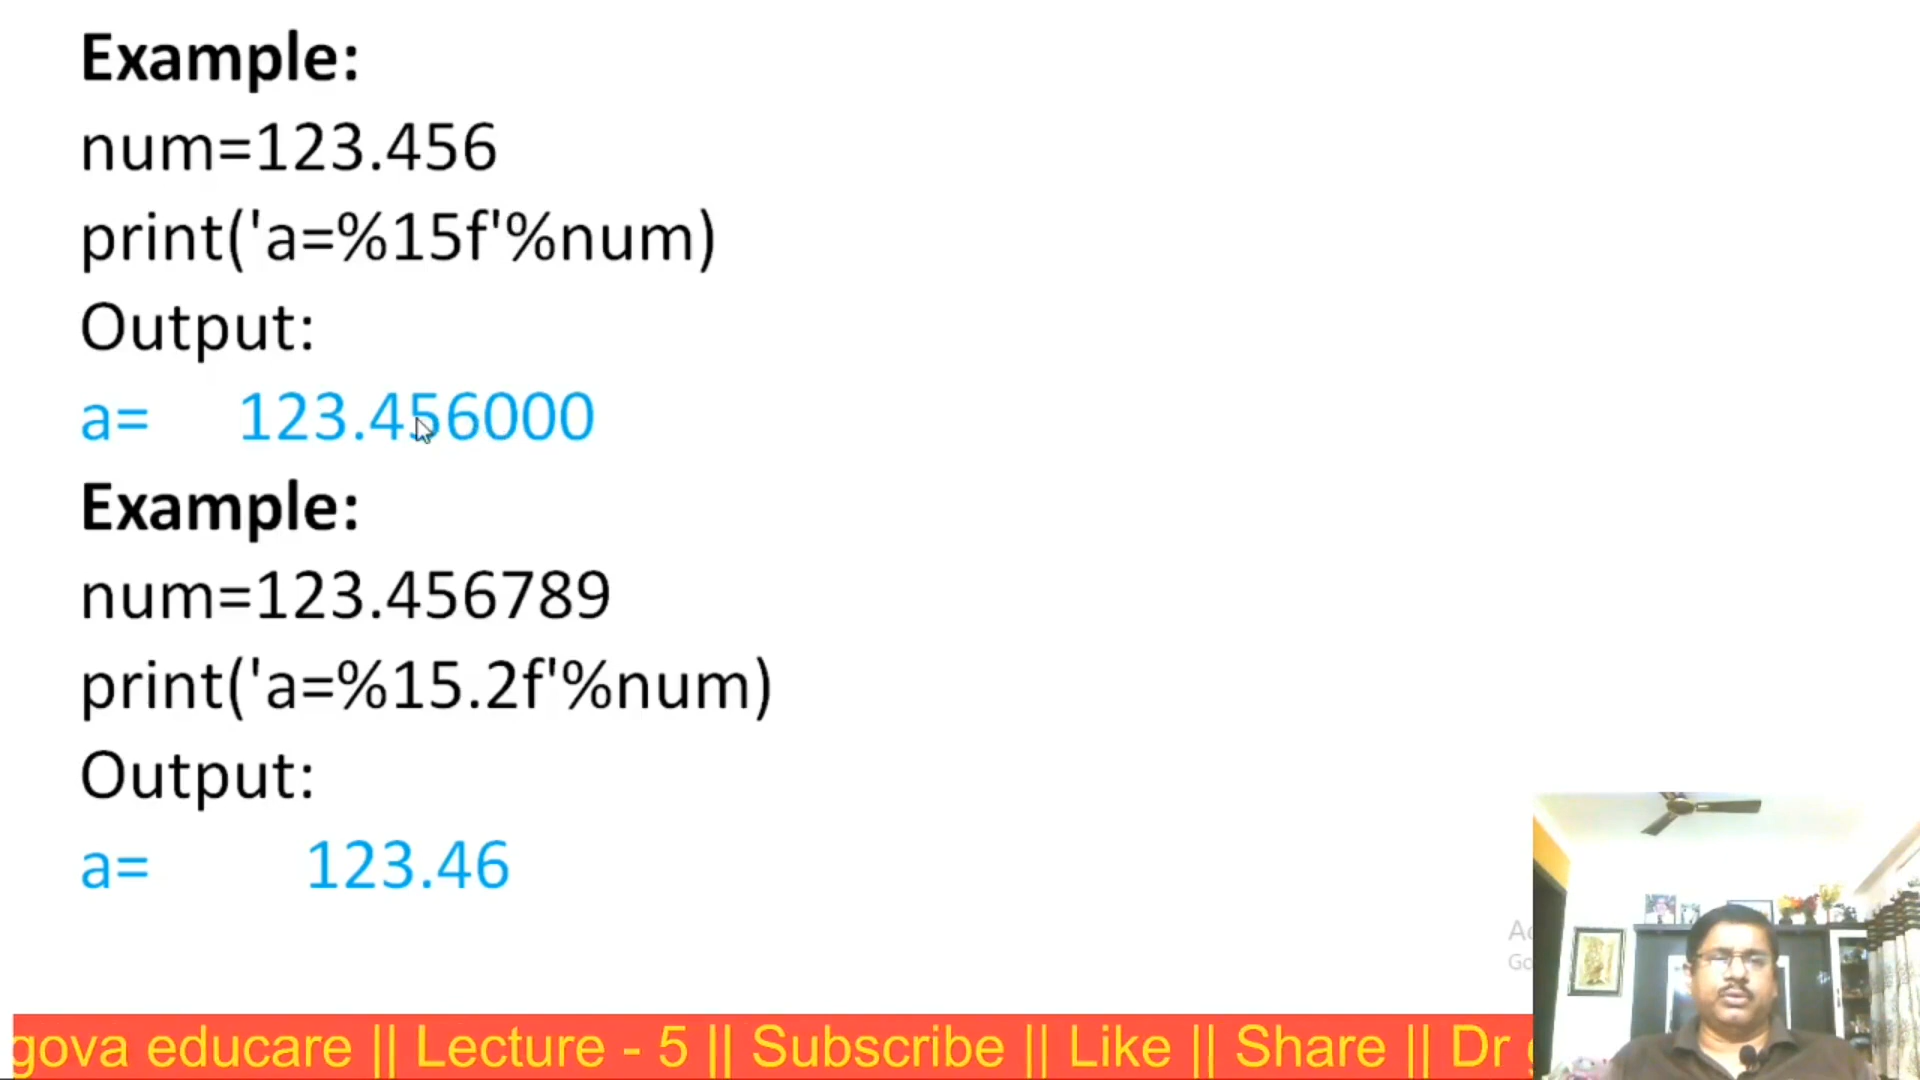 Example:
num=123.456
print('a=%15f'%num)
Output:
a=     123.456000
Example:
num=123.456789
print('a=%15.2f'%num)
Output:
a=         123.46
gova educare || Lecture - 5 || Subscribe || Like || Share || Dr